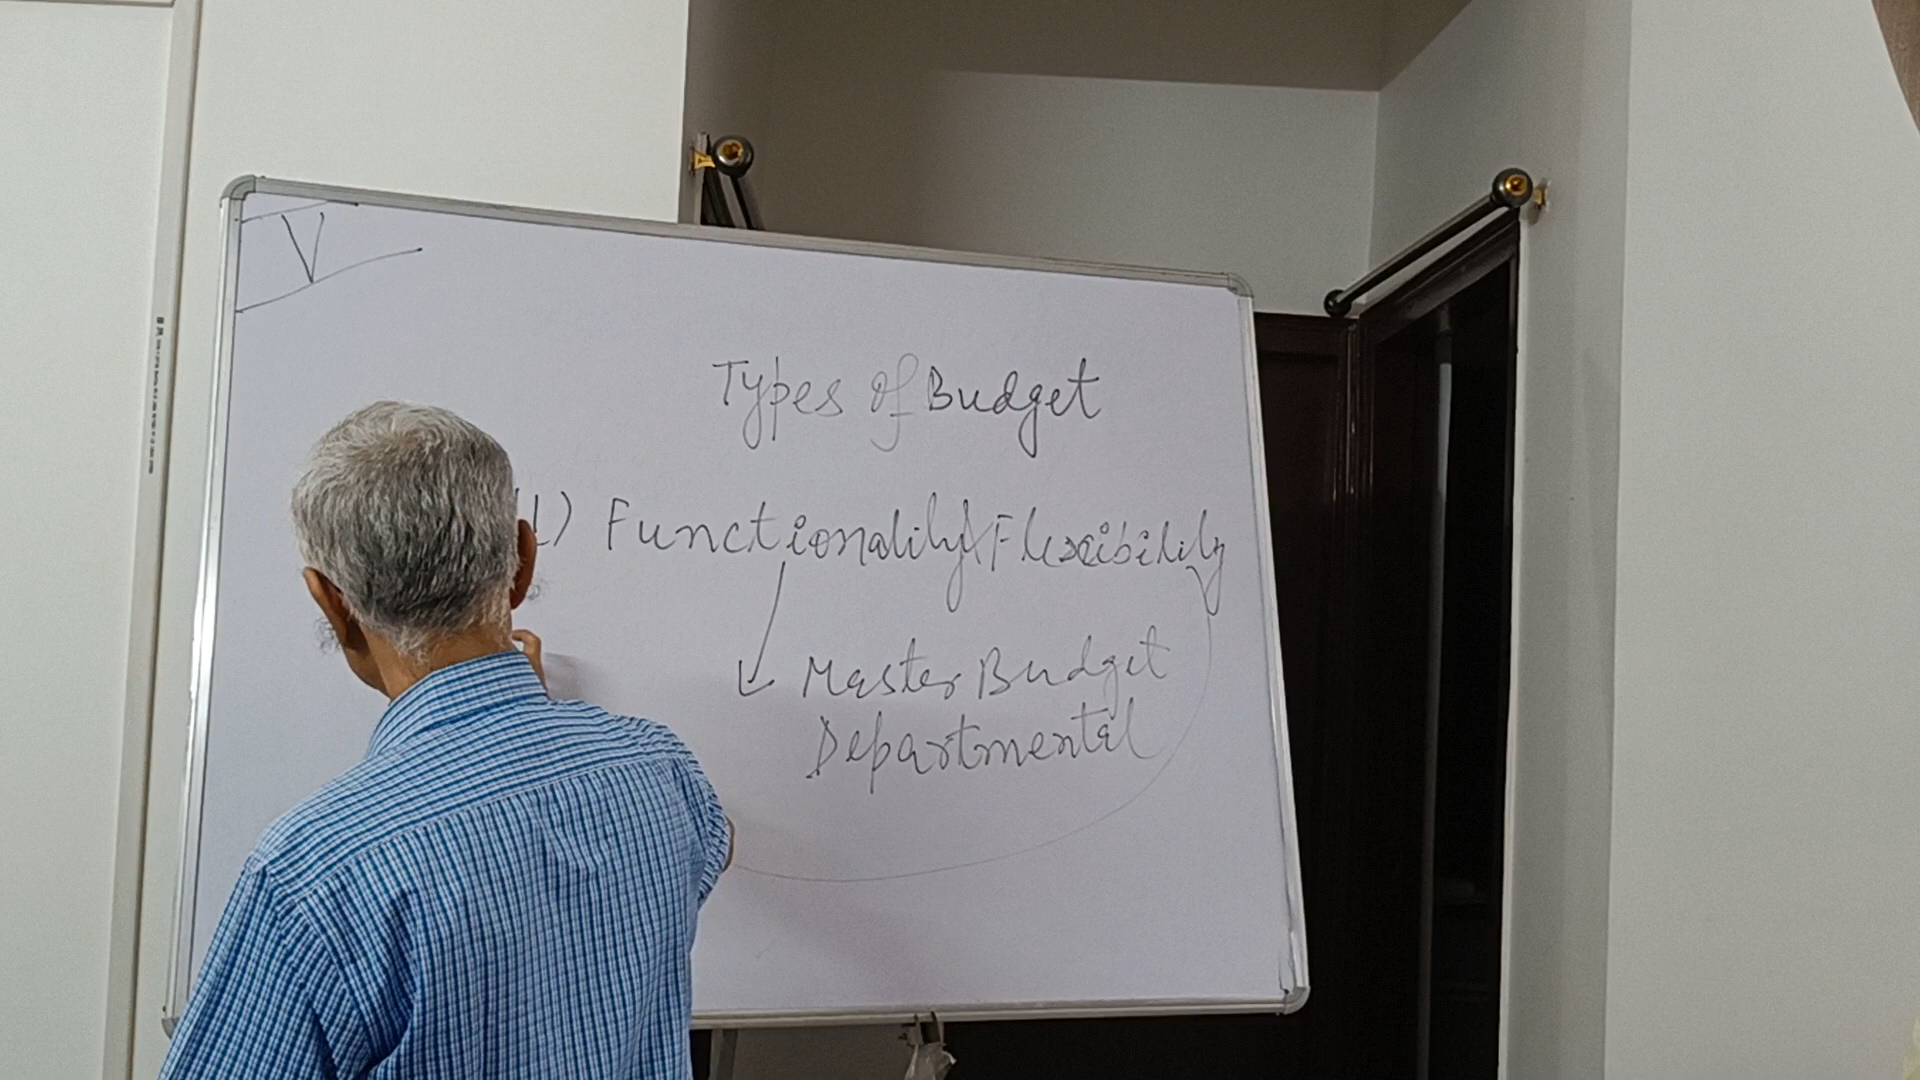 V
Types of Budget
1) Functionality & Flexibility
Master Budget
Departmental